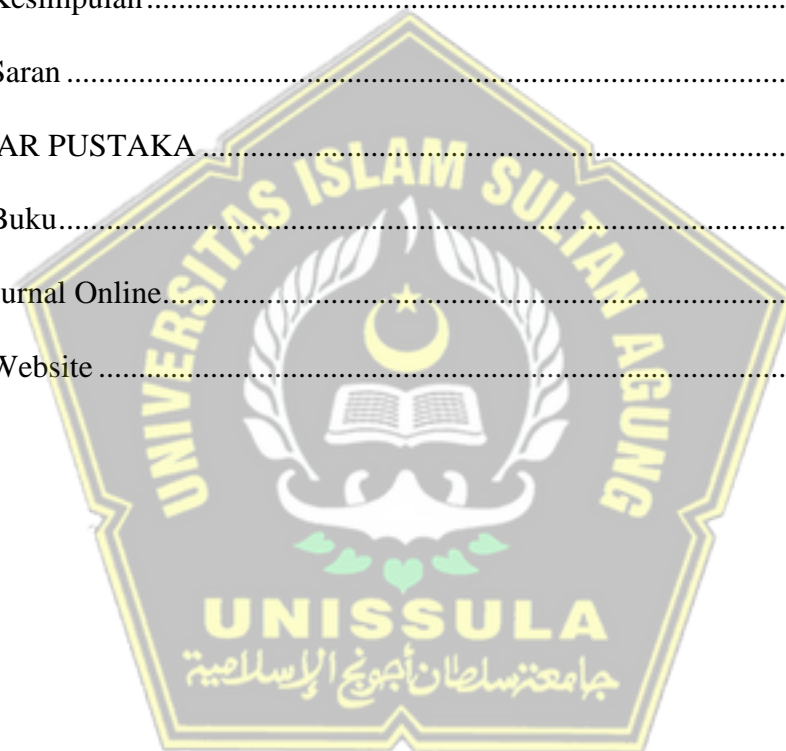 Kesimpulan..........................................................................................
Saran ..........................................................................................
AR PUSTAKA ..........................................................................
Buku..........................................................................................
urnal Online..............................................................................
Website ......................................................................................
UNIVERSITAS ISLAM SULTAN AGUNG
UNISSULA
جامعة سلطان أجونج الإسلامية